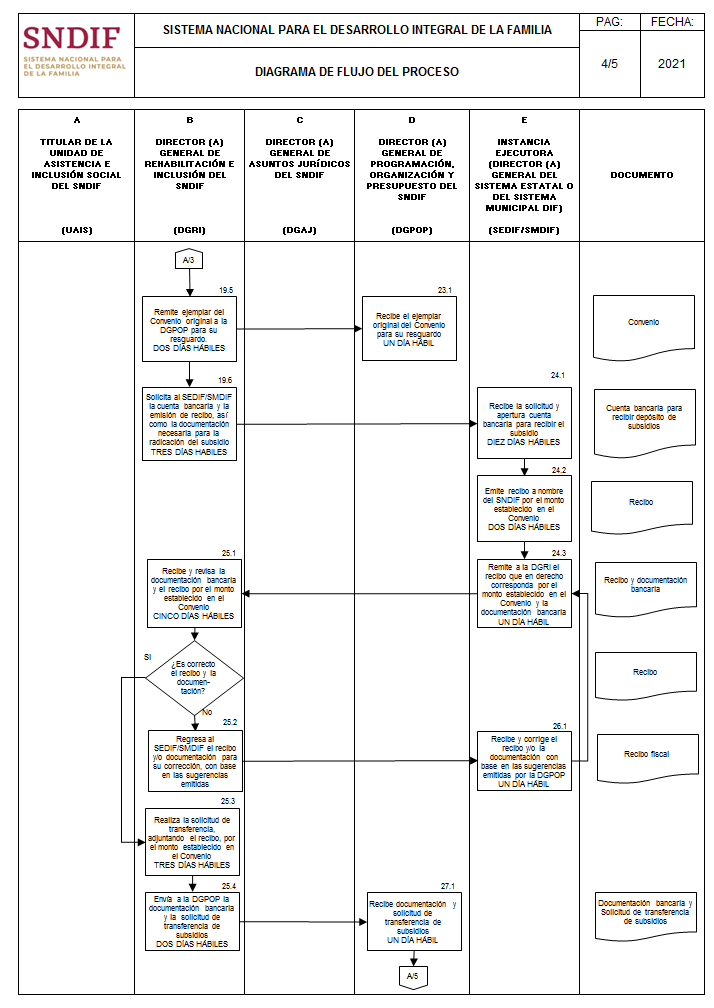 SNDIF
SISTEMA NACIONAL PARA
EL DESARROLLO INTEGRAL
DE LA FAMILIA
SISTEMA NACIONAL PARA EL DESARROLLO INTEGRAL DE LA FAMILIA
DIAGRAMA DE FLUJO DEL PROCESO
PAG:
FECHA:
4/5
2021
A
TITULAR DE LA
UNIDAD DE
ASISTENCIA E
INCLUSIÓN SOCIAL
DEL SNDIF
(UAIS)
B
DIRECTOR (A)
GENERAL DE
REHABILITACIÓN E
INCLUSIÓN DEL
SNDIF
(DGRI)
C
DIRECTOR (A)
GENERAL DE
ASUNTOS JURÍDICOS
DEL SNDIF
(DGAJ)
D
DIRECTOR (A)
GENERAL DE
PROGRAMACIÓN,
ORGANIZACIÓN Y
PRESUPUESTO DEL
SNDIF
(DGPOP)
E
INSTANCIA
EJECUTORA
(DIRECTOR (A)
GENERAL DEL
SISTEMA ESTATAL O
DEL SISTEMA
MUNICIPAL DIF)
(SEDIF/SMDIF)
DOCUMENTO
A/3
19.5
Remite ejemplar del
Convenio original a la
DGPOP para su
resguardo.
DOS DÍAS HÁBILES
23.1
Recibe el ejemplar
original del Convenio
para su resguardo
UN DÍA HÁBIL
Convenio
19.6
Solicita al SEDIF/SMDIF
la cuenta bancaria y la
emisión de recibo, así
como la documentación
necesaria para la
radicación del subsidio
TRES DÍAS HÁBILES
24.1
Recibe la solicitud y
apertura cuenta
bancaria para recibir el
subsidio
DIEZ DÍAS HÁBILES
Cuenta bancaria para
recibir depósito de
subsidios
24.2
Emite recibo a nombre
del SNDIF por el monto
establecido en el
Convenio
DOS DÍAS HÁBILES
Recibo
25.1
Recibe y revisa la
documentación bancaria
y el recibo por el monto
establecido en el
Convenio
CINCO DÍAS HÁBILES
24.3
Remite a la DGRI el
recibo que en derecho
corresponda por el
monto establecido en el
Convenio y la
documentación bancaria
UN DÍA HÁBIL
Recibo y documentación
bancaria
SI
¿Es correcto
el recibo y la
documen-
tación?
No
Recibo
25.2
Regresa al
SEDIF/SMDIF el recibo
y/o documentación para
su corrección, con base
en las sugerencias
emitidas
26.1
Recibe y corrige el
recibo y/o la
documentación con
base en las sugerencias
emitidas por la DGPOP
UN DÍA HÁBIL
Recibo fiscal
25.3
Realiza la solicitud de
transferencia,
adjuntando el recibo, por
el monto establecido en
el Convenio
TRES DÍAS HÁBILES
25.4
Envía a la DGPOP la
documentación bancaria
y la solicitud de
transferencia de
subsidios
DOS DÍAS HÁBILES
27.1
Recibe documentación y
solicitud de
transferencia de
subsidios
UN DÍA HÁBIL
Documentación bancaria y
Solicitud de transferencia
de subsidios
A/5